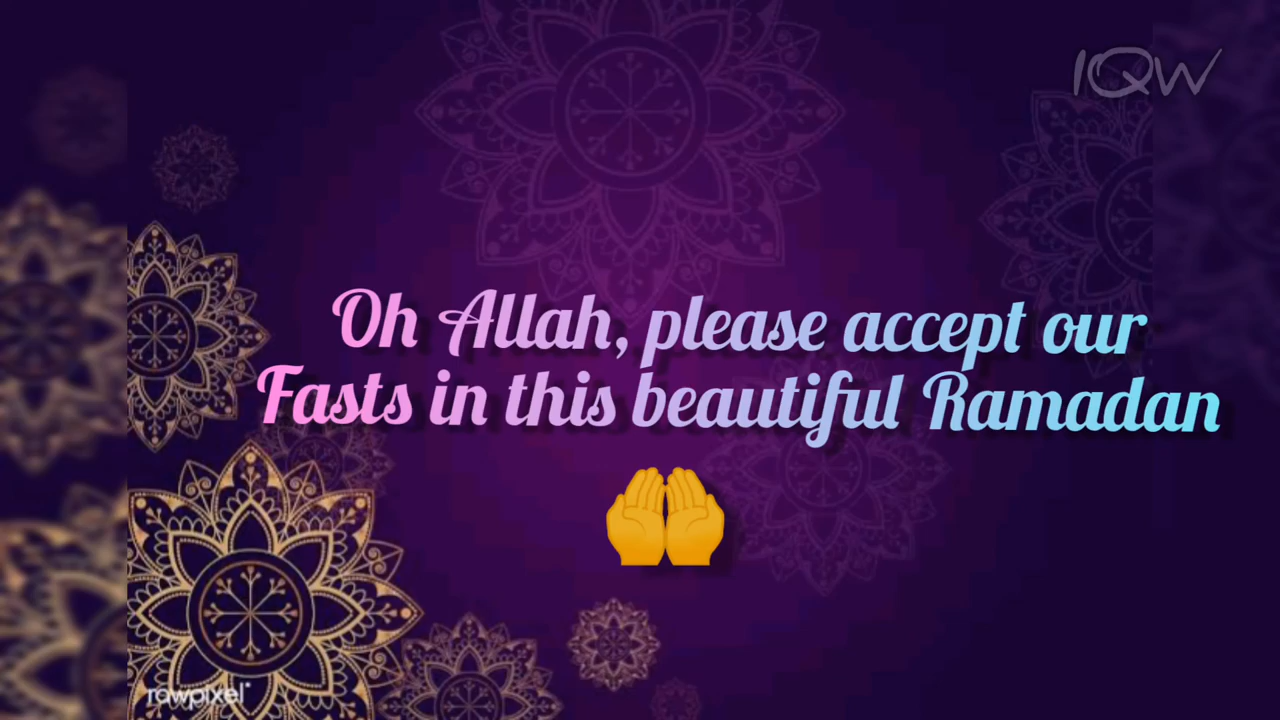 IQW
Oh Allah, please accept our
Fasts in this beautiful Ramadan
rawpixel